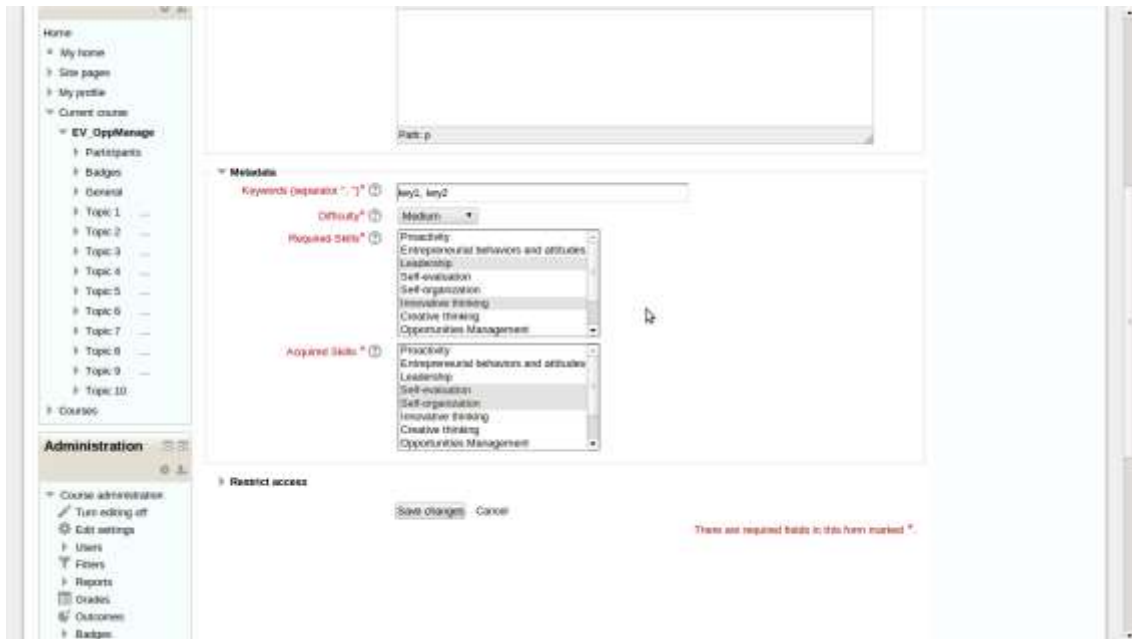 Home
My home
Site pages
My profile
Current course
EV_OppManage
Participants
Badges
General
Topic 1 ...
Topic 2 ...
Topic 3 ...
Topic 4 ...
Topic 5 ...
Topic 6 ...
Topic 7 ...
Topic 8 ...
Topic 9 ...
Topic 10
Courses
Administration
Course administration
Turn editing off
Edit settings
Users
Filters
Reports
Grades
Outcomes
Badges
Path: p
Metadata
Keywords (separator ", ")* key1, key2
Difficulty* Medium
Required Skills*
Proactivity
Entrepreneurial behaviors and attitudes
Leadership
Self-evaluation
Self-organization
Innovative thinking
Creative thinking
Opportunities Management
Acquired Skills *
Proactivity
Entrepreneurial behaviors and attitudes
Leadership
Self-evaluation
Self-organization
Innovative thinking
Creative thinking
Opportunities Management
Restrict access
Save changes Cancel
There are required fields in this form marked *.